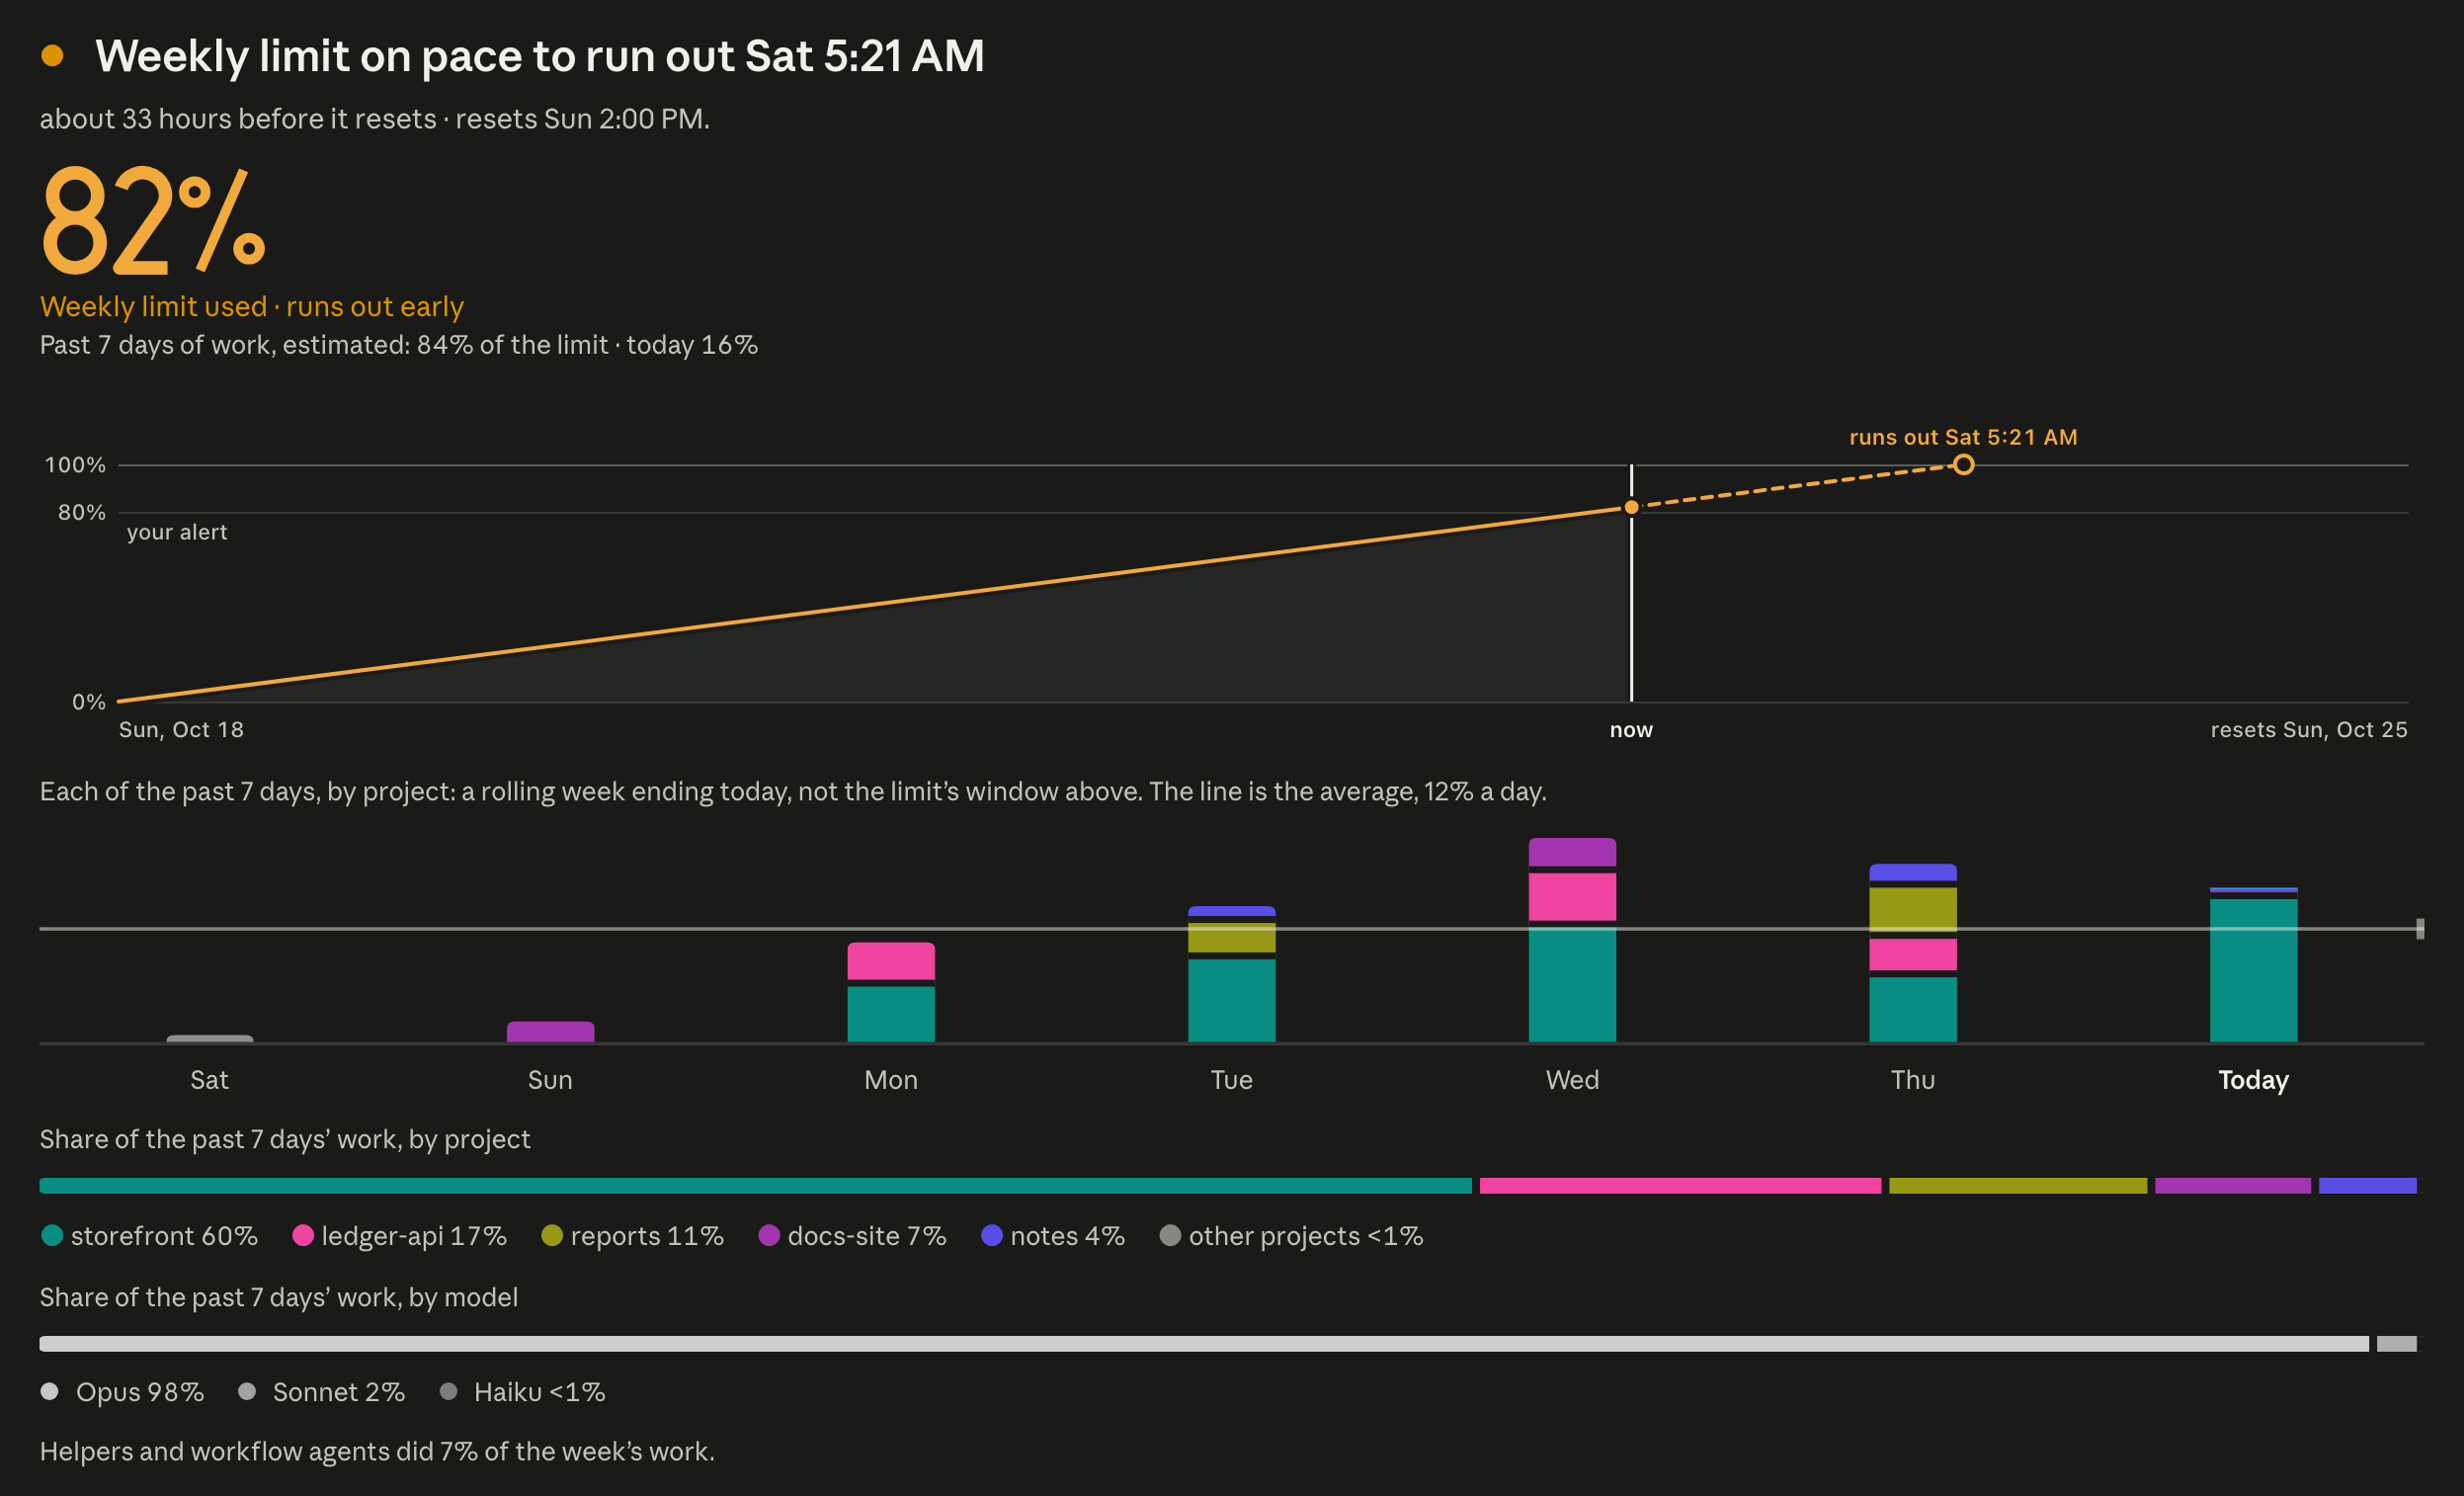 Weekly limit on pace to run out Sat 5:21 AM
about 33 hours before it resets · resets Sun 2:00 PM.
82%
Weekly limit used · runs out early
Past 7 days of work, estimated: 84% of the limit · today 16%
runs out Sat 5:21 AM
100%
80%
your alert
0%
Sun, Oct 18
now
resets Sun, Oct 25
Each of the past 7 days, by project: a rolling week ending today, not the limit’s window above. The line is the average, 12% a day.
Sat
Sun
Mon
Tue
Wed
Thu
Today
Share of the past 7 days’ work, by project
storefront 60%
ledger-api 17%
reports 11%
docs-site 7%
notes 4%
other projects <1%
Share of the past 7 days’ work, by model
Opus 98%
Sonnet 2%
Haiku <1%
Helpers and workflow agents did 7% of the week’s work.